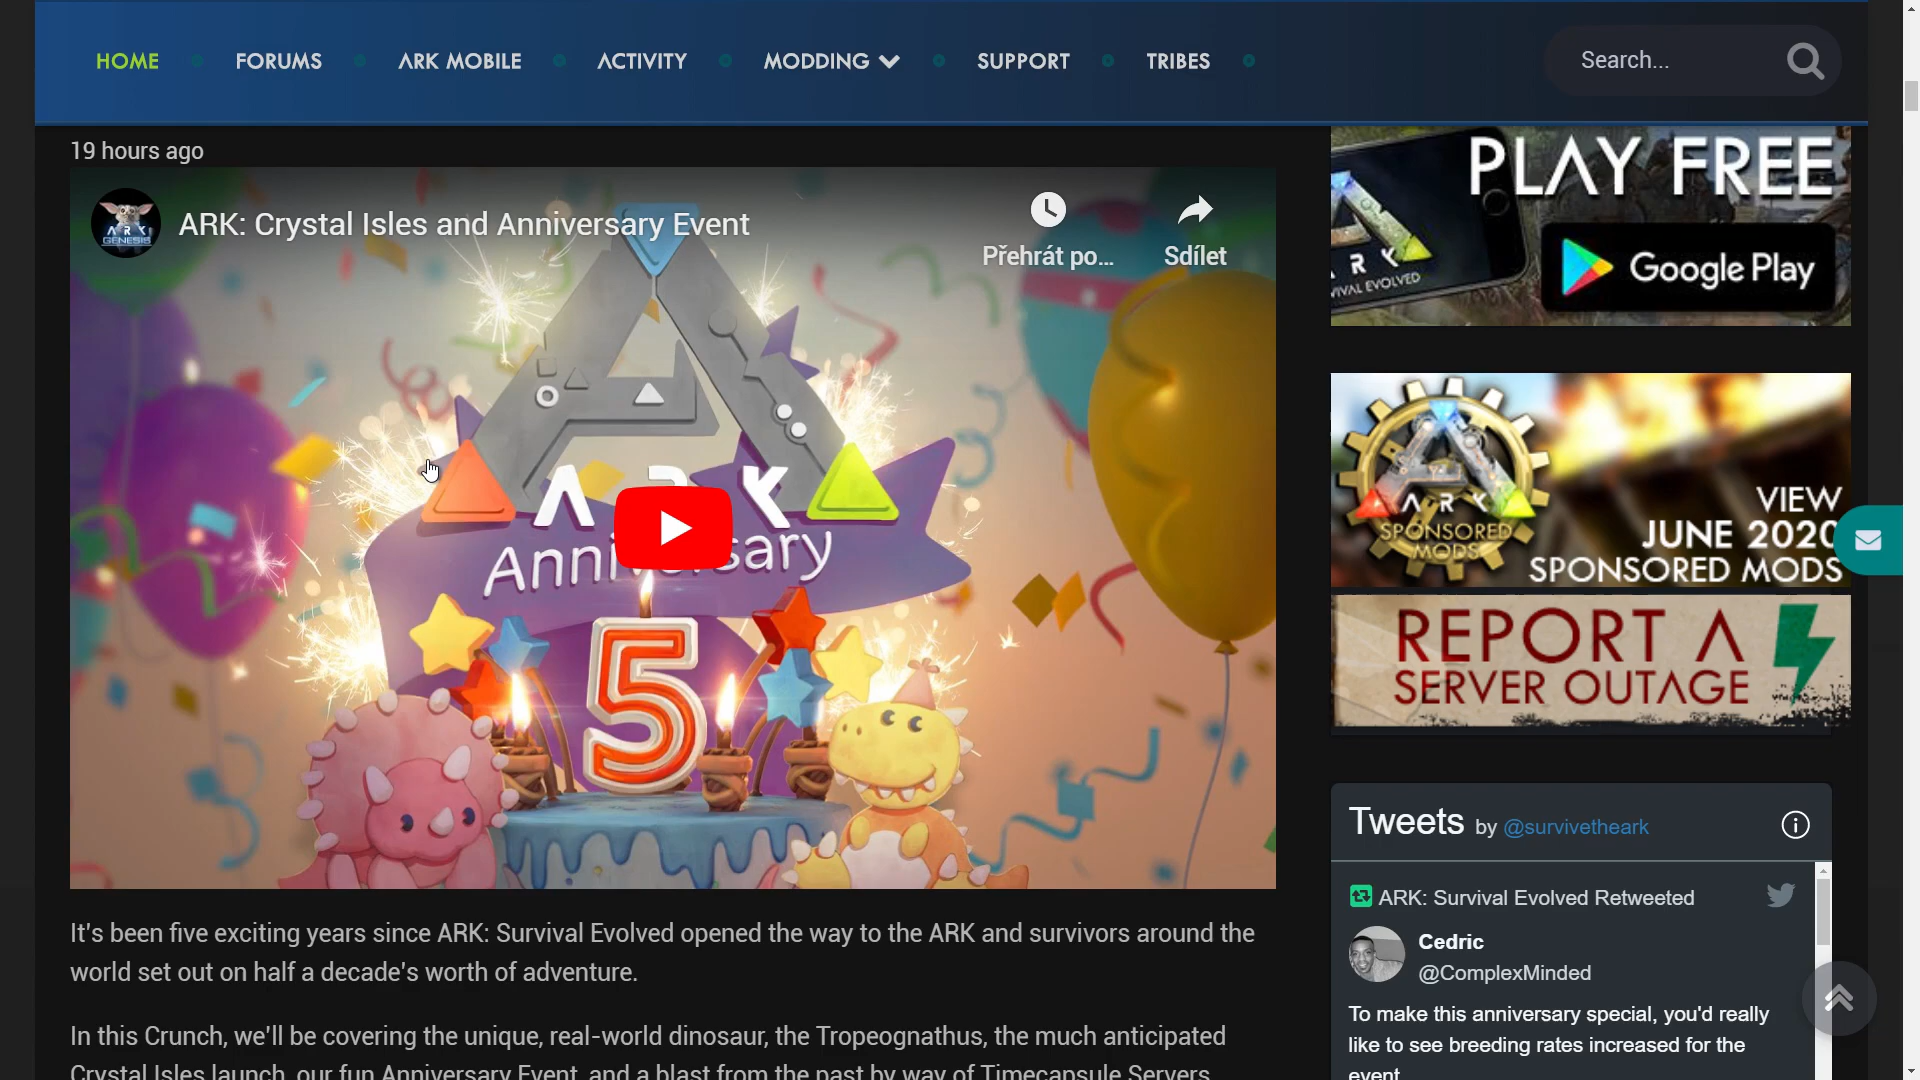 HOME FORUMS ARK MOBILE ACTIVITY MODDING SUPPORT TRIBES Search...
19 hours ago
ARK: Crystal Isles and Anniversary Event
Přehrát po...
Sdílet
ARK
GENESIS
5
It's been five exciting years since ARK: Survival Evolved opened the way to the ARK and survivors around the
world set out on half a decade's worth of adventure.
In this Crunch, we'll be covering the unique, real-world dinosaur, the Tropeognathus, the much anticipated
Crystal Isles launch, our fun Anniversary Event, and a blast from the past by way of Timecapsule Servers
PLAY FREE
Google Play
ARK
SPONSORED
MODS
VIEW
JUNE 2020
SPONSORED MODS
REPORT A
SERVER OUTAGE
Tweets by @survivetheark
ARK: Survival Evolved Retweeted
Cedric
@ComplexMinded
To make this anniversary special, you'd really
like to see breeding rates increased for the
event